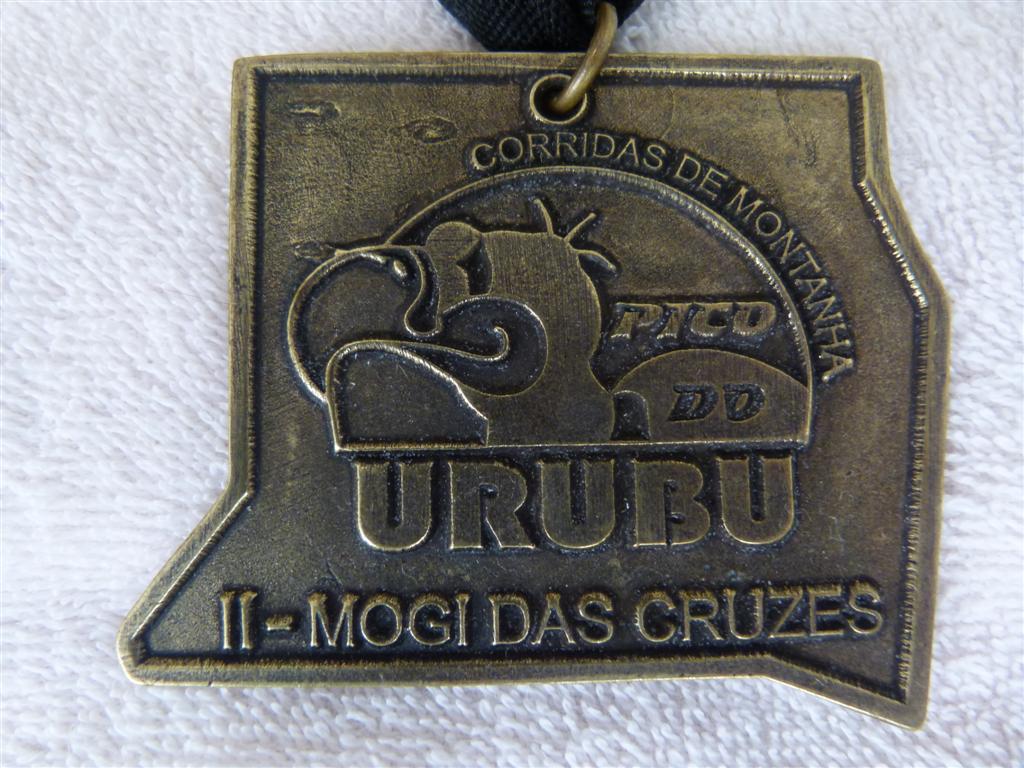 CORRIDAS DE MONTANHA
PICO
DO
URUBU
II - MOGI DAS CRUZES